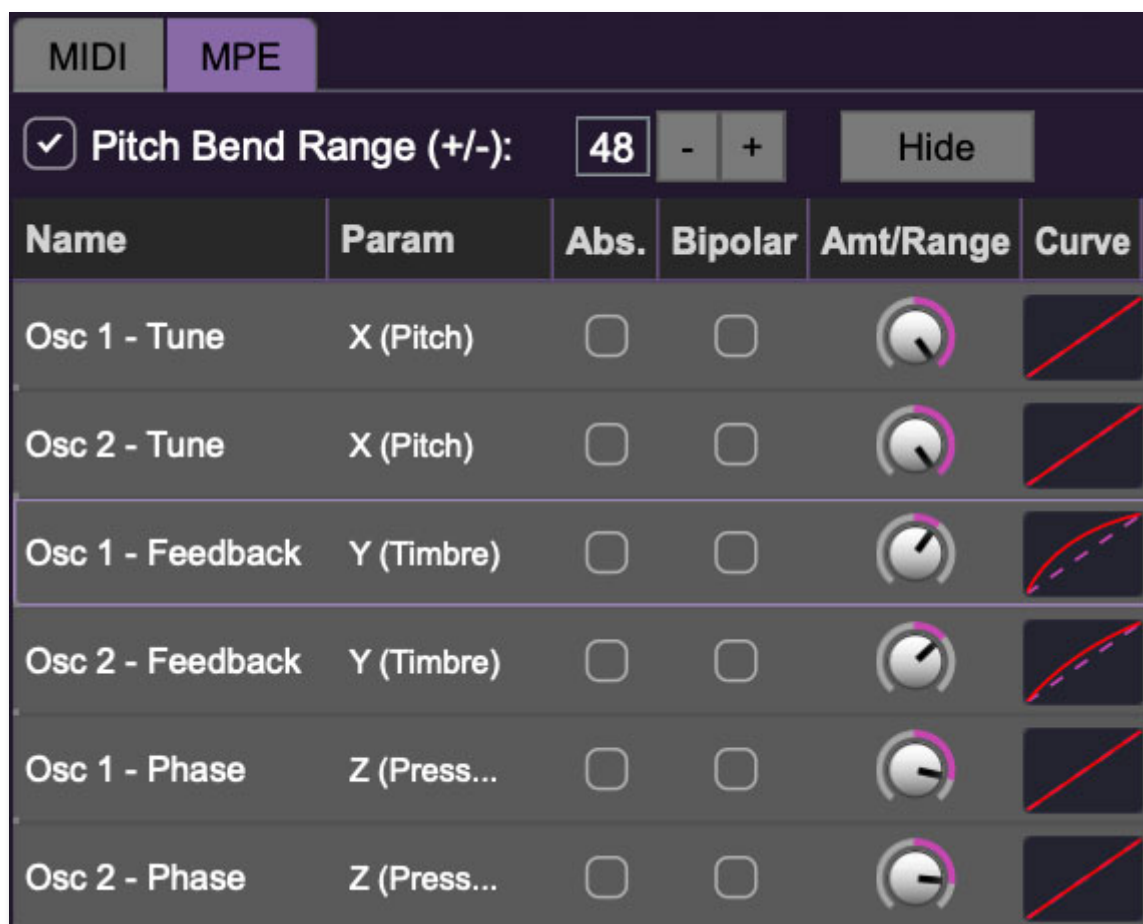 MIDI MPE
Pitch Bend Range (+/-): 48 - + Hide
Name Param Abs. Bipolar Amt/Range Curve
Osc 1 - Tune X (Pitch)
Osc 2 - Tune X (Pitch)
Osc 1 - Feedback Y (Timbre)
Osc 2 - Feedback Y (Timbre)
Osc 1 - Phase Z (Press...
Osc 2 - Phase Z (Press...